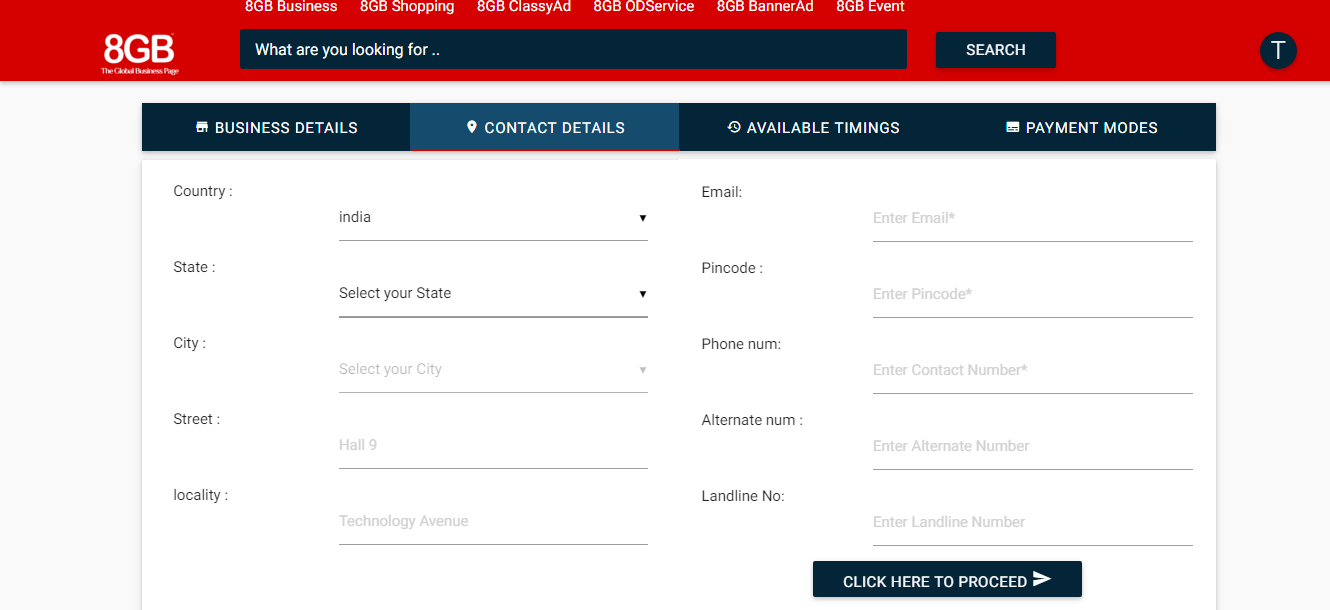 8GB Business 8GB Shopping 8GB ClassyAd 8GB ODService 8GB BannerAd 8GB Event
8GB
The Global Business Page
What are you looking for ..
SEARCH
T
BUSINESS DETAILS CONTACT DETAILS AVAILABLE TIMINGS PAYMENT MODES
Country :
india
State :
Select your State
City :
Select your City
Street :
Hall 9
locality :
Technology Avenue
Email:
Enter Email*
Pincode :
Enter Pincode*
Phone num:
Enter Contact Number*
Alternate num :
Enter Alternate Number
Landline No:
Enter Landline Number
CLICK HERE TO PROCEED